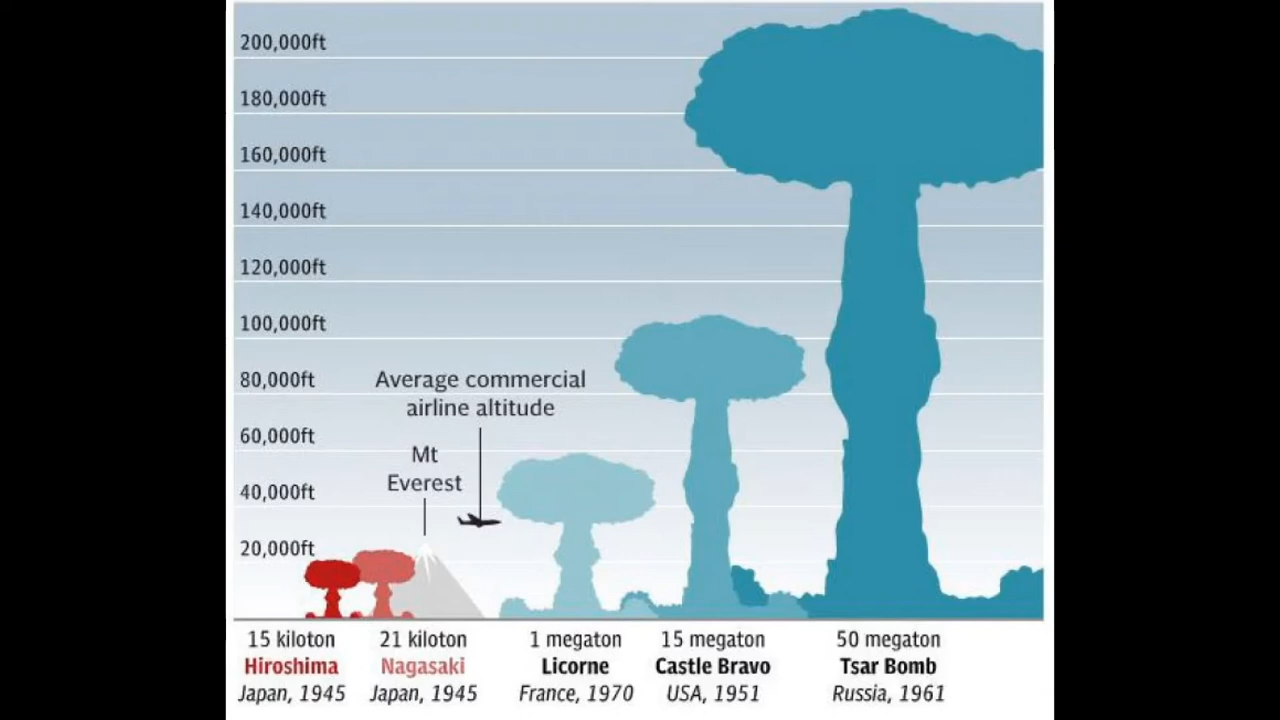 200,000ft
180,000ft
160,000ft
140,000ft
120,000ft
100,000ft
80,000ft
Average commercial
airline altitude
60,000ft
Mt
Everest
40,000ft
20,000ft
15 kiloton
Hiroshima
Japan, 1945
21 kiloton
Nagasaki
Japan, 1945
1 megaton
Licorne
France, 1970
15 megaton
Castle Bravo
USA, 1951
50 megaton
Tsar Bomb
Russia, 1961